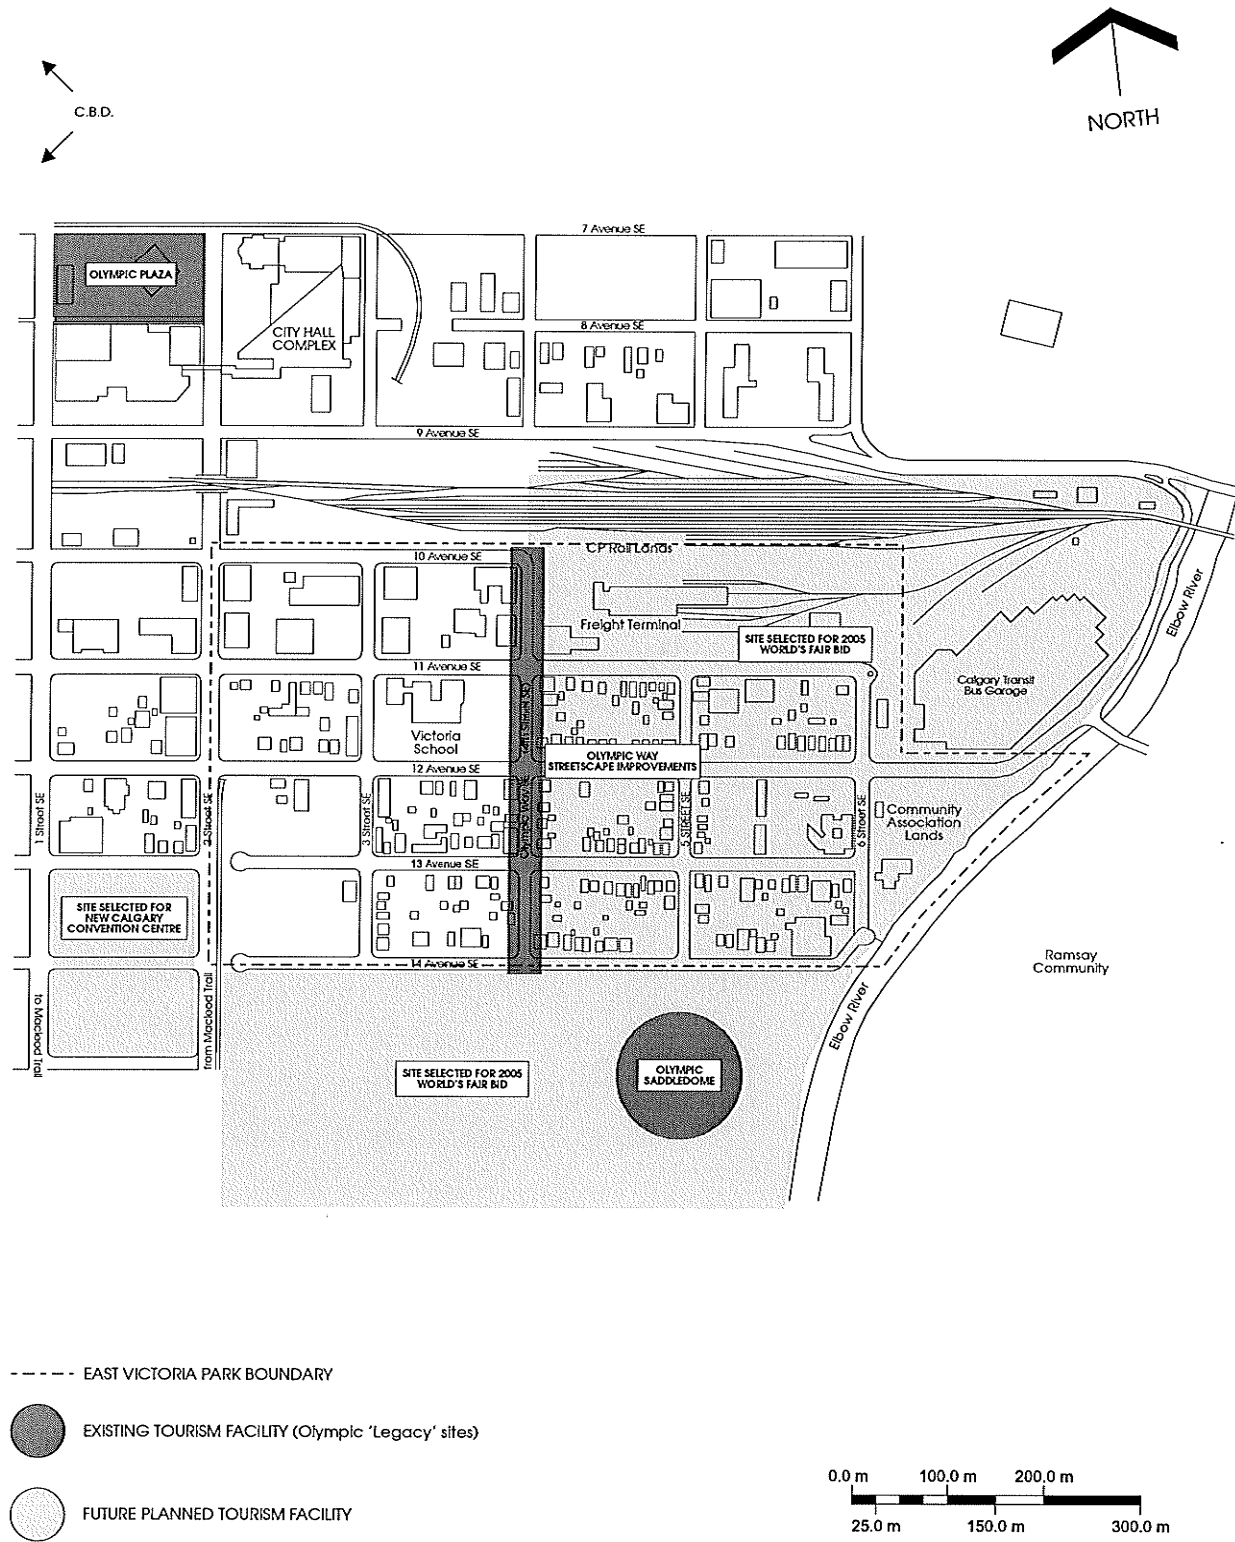 NORTH
C.B.D.
7 Avenue SE
OLYMPIC PLAZA
CITY HALL
COMPLEX
8 Avenue SE
9 Avenue SE
10 Avenue SE
CP Rail Lands
Freight Terminal
SITE SELECTED FOR 2005
WORLD'S FAIR BID
Elbow River
11 Avenue SE
Calgary Transit
Bus Garage
Victoria
School
OLYMPIC WAY
STREETSCAPE IMPROVEMENTS
12 Avenue SE
1 Street SE
2 Street SE
3 Street SE
Olympic Way SE
5 STREET SE
6 Street SE
Community
Association
Lands
13 Avenue SE
SITE SELECTED FOR
NEW CALGARY
CONVENTION CENTRE
14 Avenue SE
Ramsay
Community
to Macleod Trail
from Macleod Trail
Elbow River
SITE SELECTED FOR 2005
WORLD'S FAIR BID
OLYMPIC
SADDLEDOME
EAST VICTORIA PARK BOUNDARY
EXISTING TOURISM FACILITY (Olympic 'Legacy' sites)
FUTURE PLANNED TOURISM FACILITY
0.0 m 100.0 m 200.0 m
25.0 m 150.0 m 300.0 m